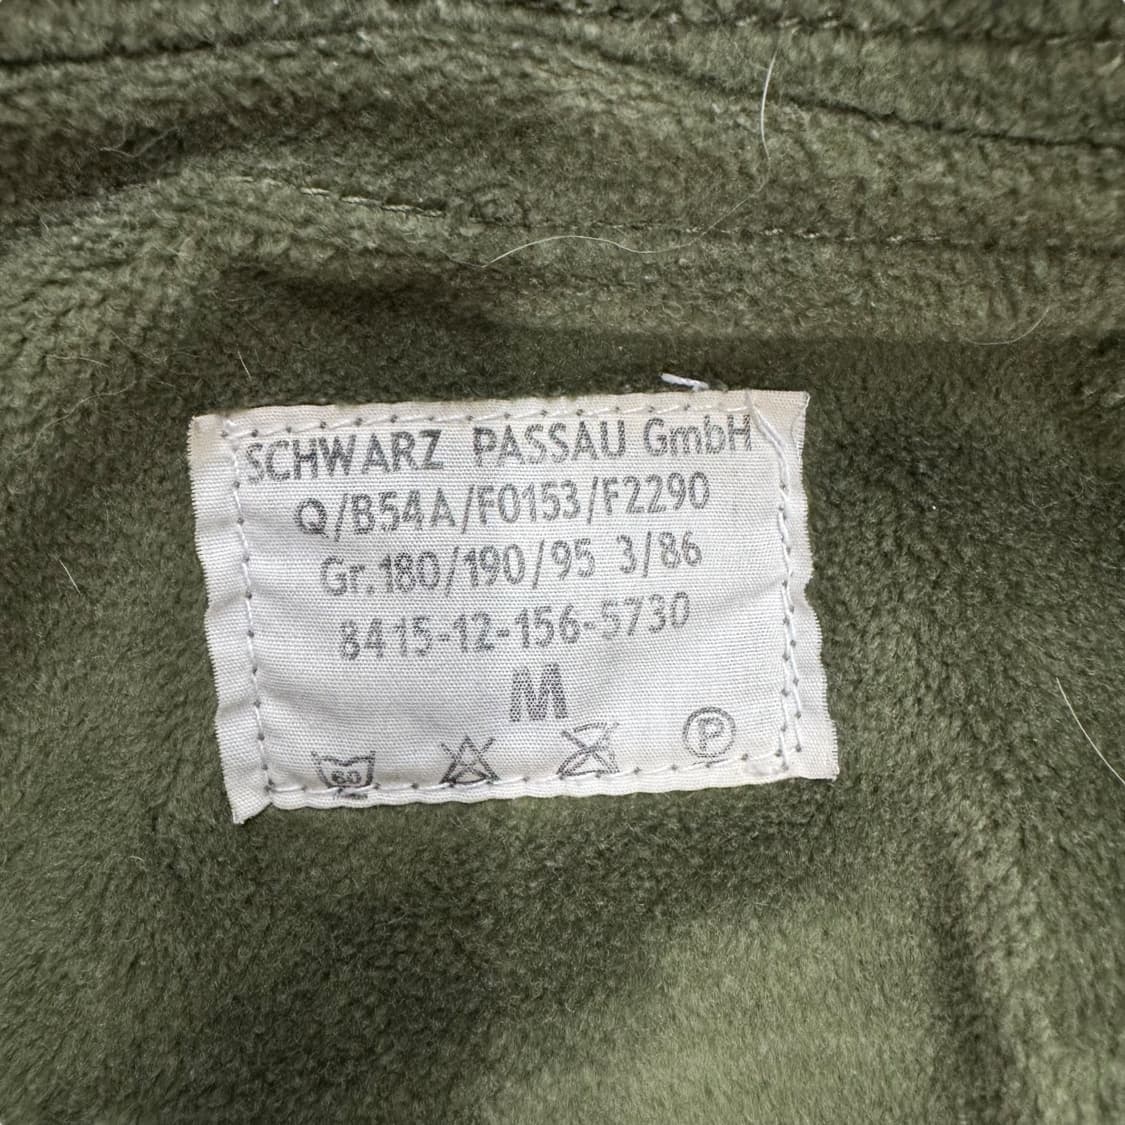 SCHWARZ PASSAU GmbH
Q/B54A/F0153/F2290
Gr.180/190/95 3/86
8415-12-156-5730
M
60 P